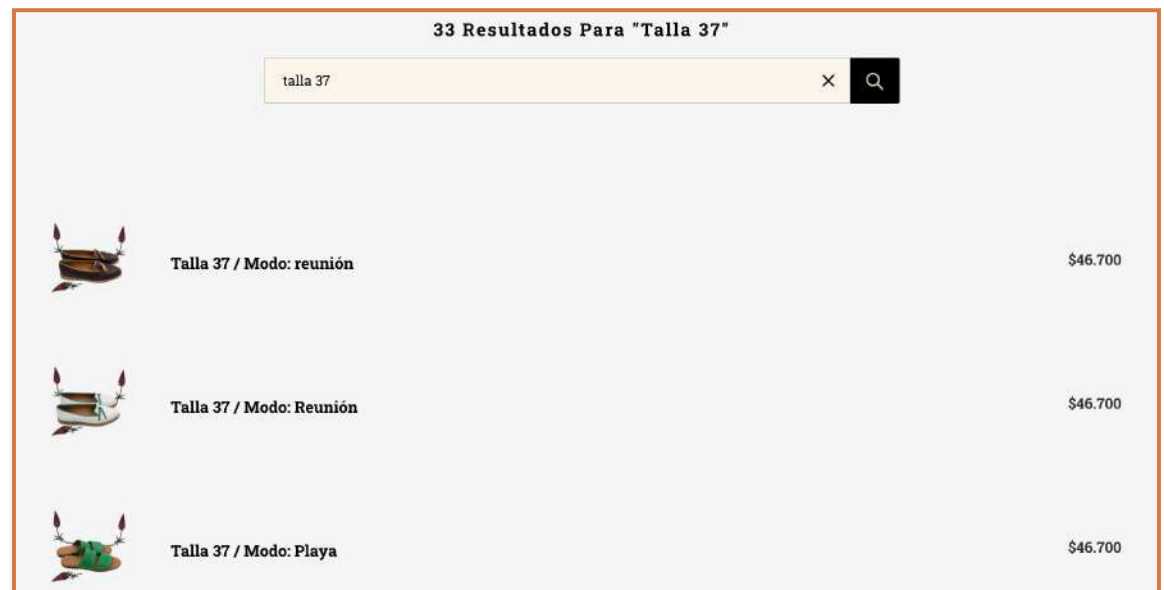 33 Resultados Para "Talla 37"
talla 37
Talla 37 / Modo: reunión
$46.700
Talla 37 / Modo: Reunión
$46.700
Talla 37 / Modo: Playa
$46.700